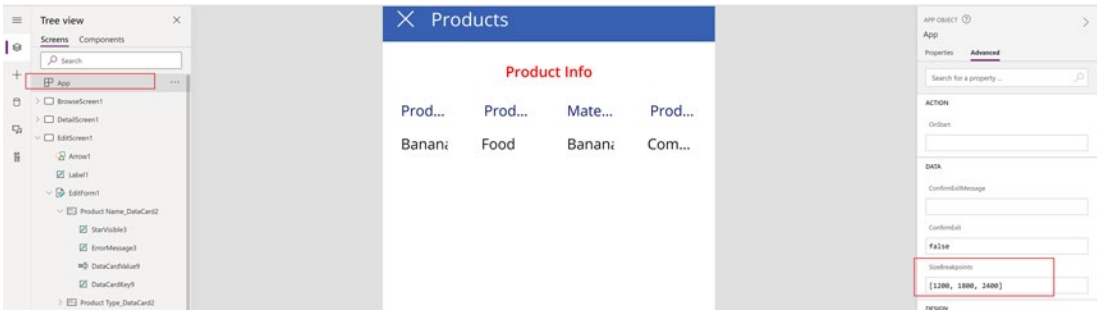 Tree view
Screens Components
Search
App
BrowseScreen1
DetailScreen1
EditScreen1
Arrow1
Label1
EditForm1
Product Name_DataCard2
StarVisible3
ErrorMessage3
DataCardValue9
DataCardKey9
Product Type_DataCard2
Products
Product Info
Prod... Prod... Mate... Prod...
Banana Food Banana Com...
APP OBJECT
App
Properties Advanced
Search for a property ...
ACTION
OnStart
DATA
ConfirmExitMessage
ConfirmExit
false
SizeBreakpoints
[1200, 1800, 2400]
DESIGN